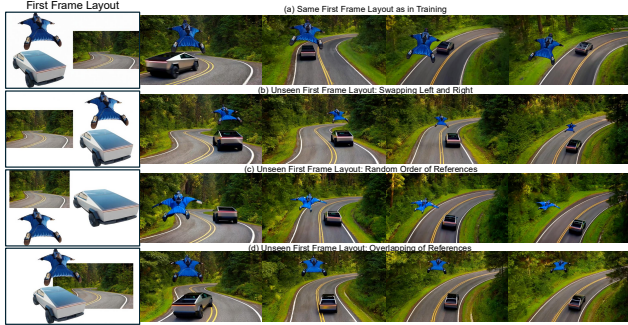 First Frame Layout
(a) Same First Frame Layout as in Training
(b) Unseen First Frame Layout: Swapping Left and Right
(c) Unseen First Frame Layout: Random Order of References
(d) Unseen First Frame Layout: Overlapping of References